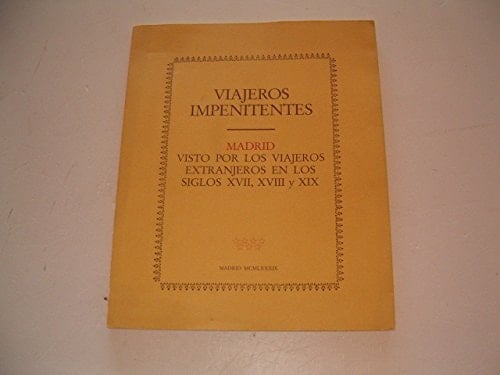 VIAJEROS
IMPENITENTES
MADRID
VISTO POR LOS VIAJEROS
EXTRANJEROS EN LOS
SIGLOS XVII, XVIII y XIX
MADRID MCMLXXXIX